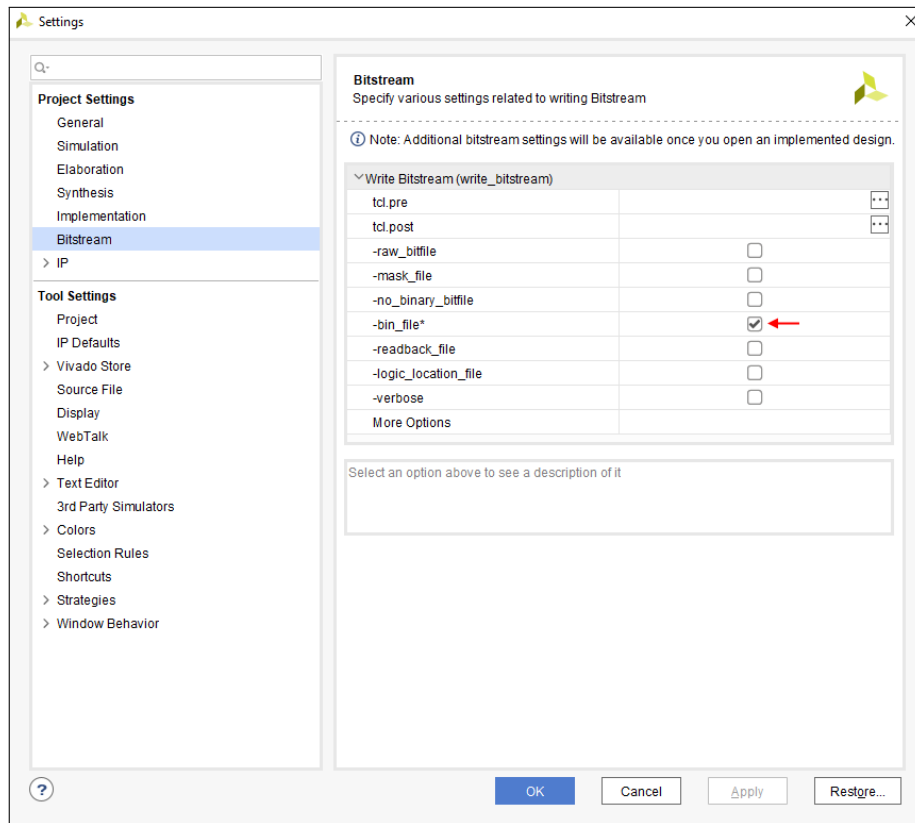 Settings
Q-
Project Settings
General
Simulation
Elaboration
Synthesis
Implementation
Bitstream
> IP
Tool Settings
Project
IP Defaults
> Vivado Store
Source File
Display
WebTalk
Help
> Text Editor
3rd Party Simulators
> Colors
Selection Rules
Shortcuts
> Strategies
> Window Behavior
Bitstream
Specify various settings related to writing Bitstream
Note: Additional bitstream settings will be available once you open an implemented design.
Write Bitstream (write_bitstream)
tcl.pre
...
tcl.post
...
-raw_bitfile
-mask_file
-no_binary_bitfile
-bin_file*
-readback_file
-logic_location_file
-verbose
More Options
Select an option above to see a description of it
?
OK
Cancel
Apply
Restore...